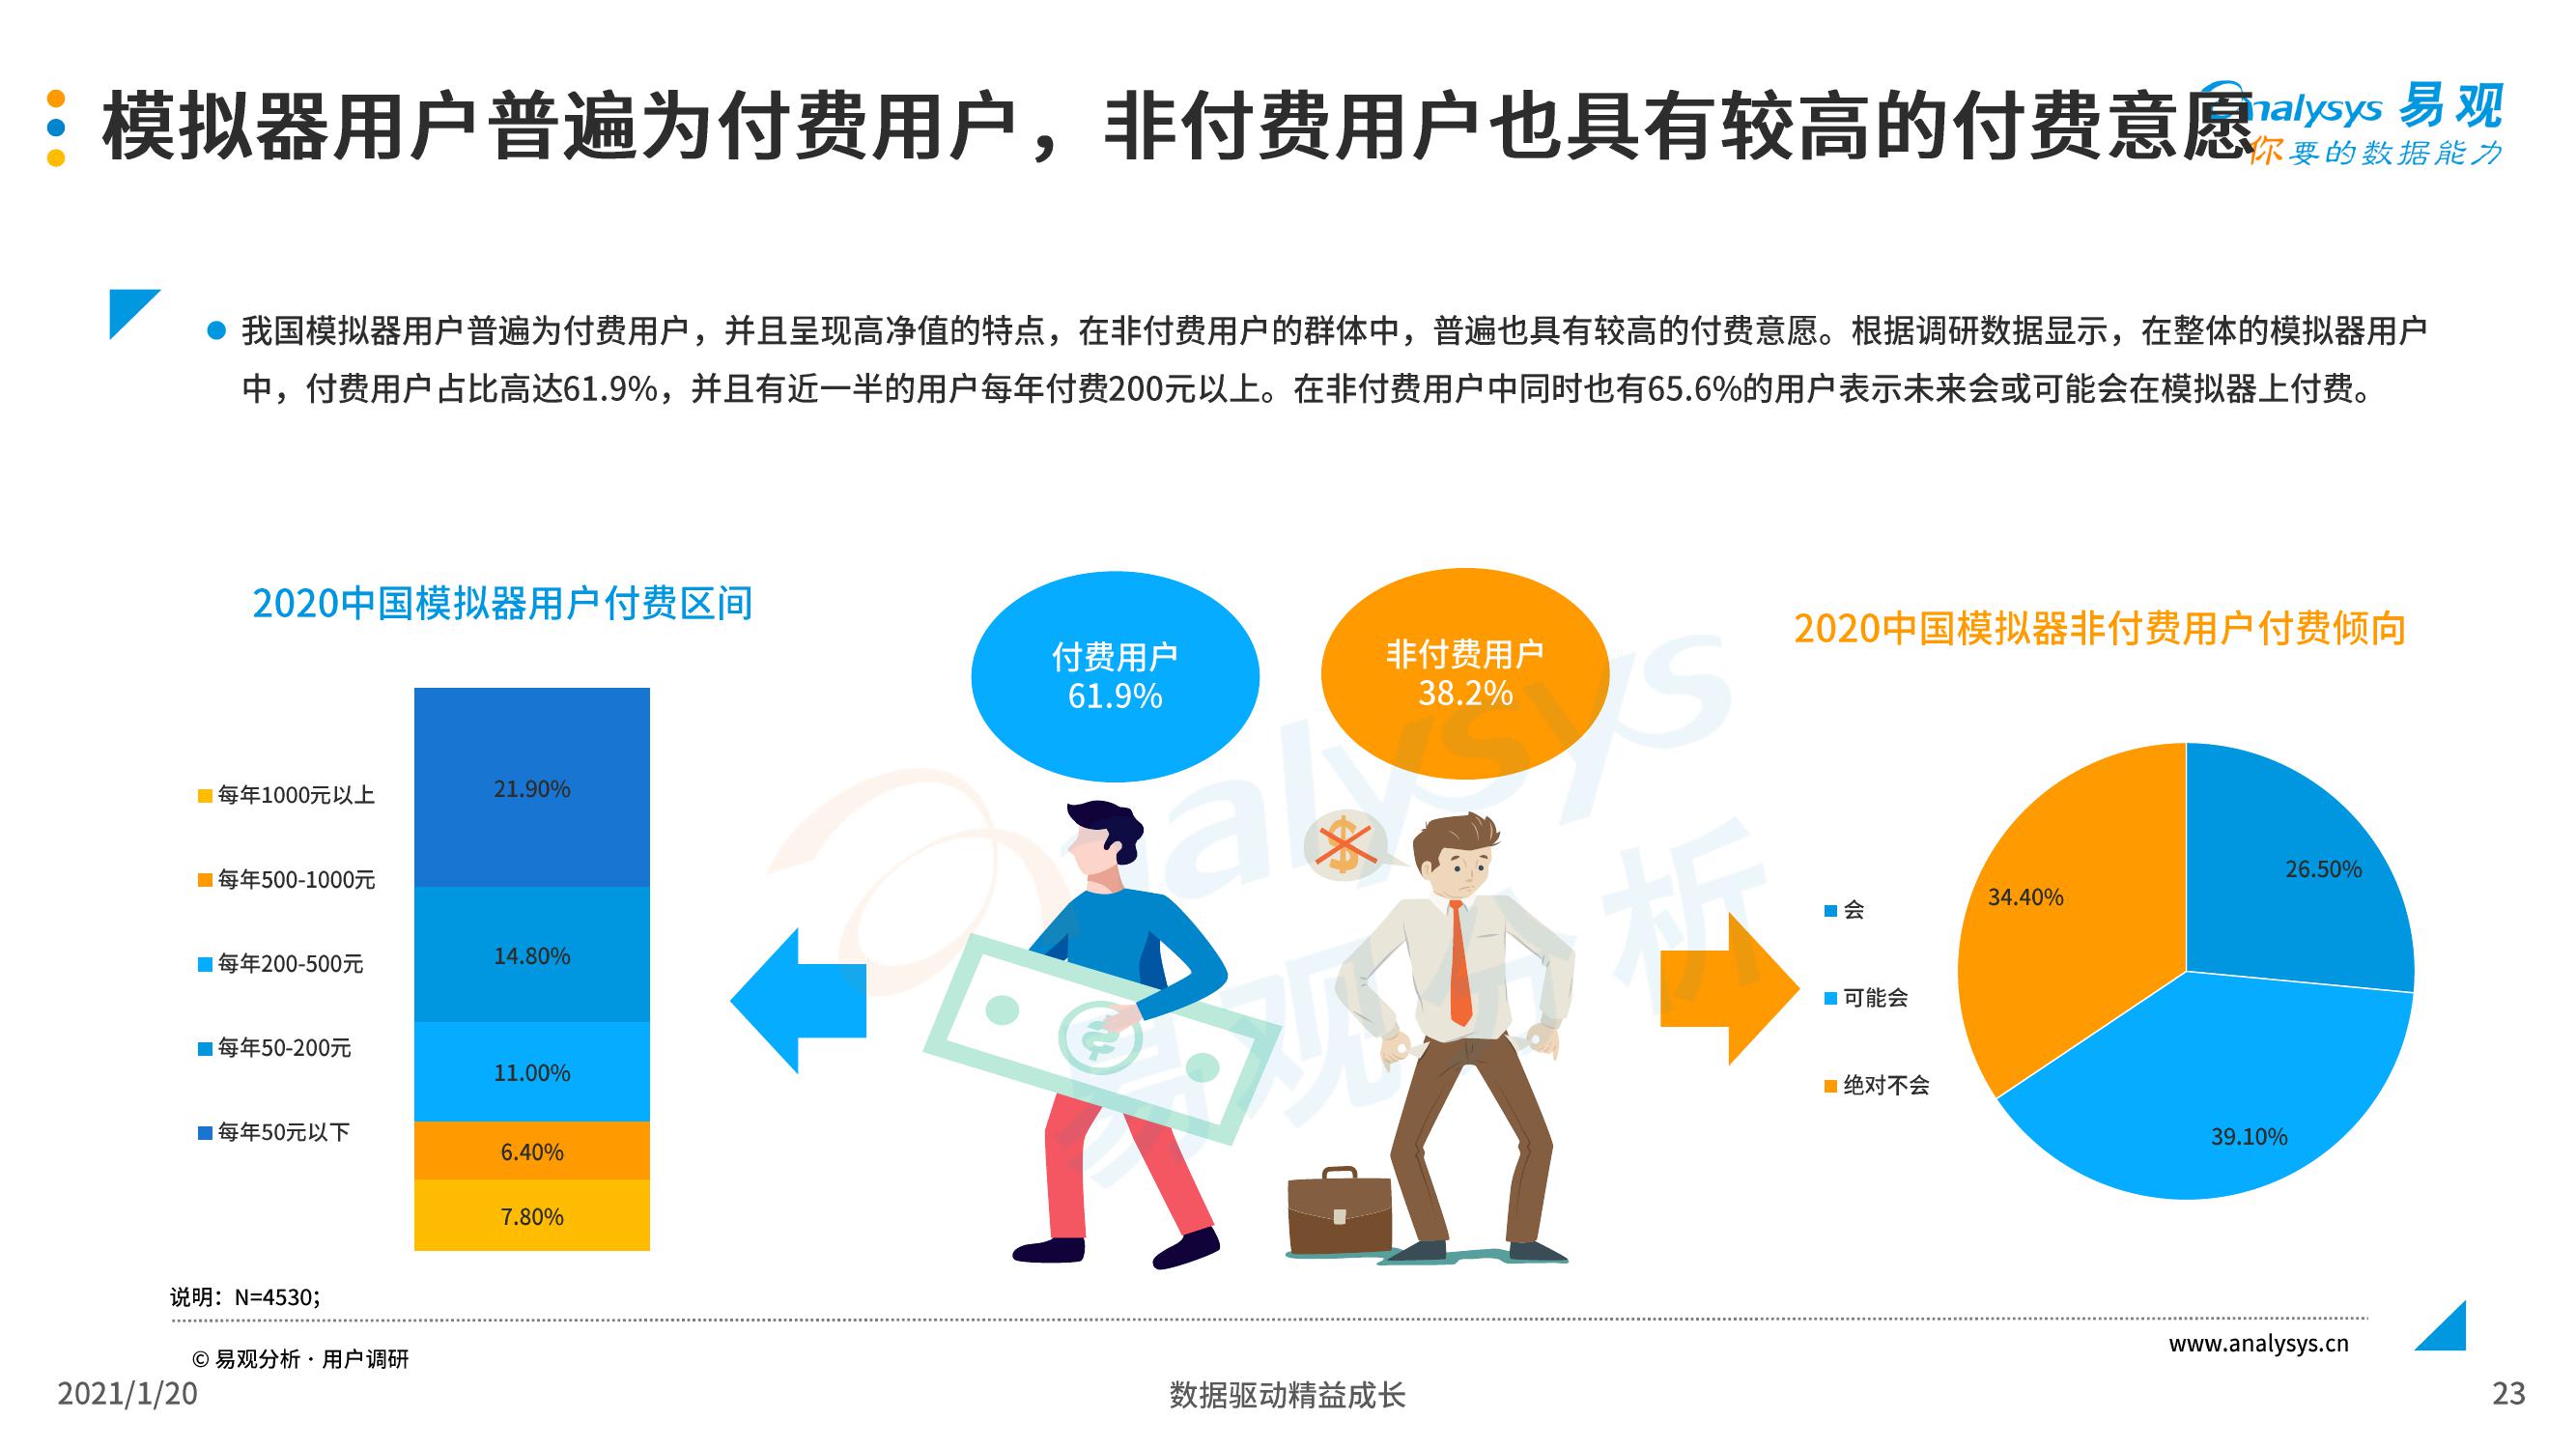 模拟器用户普遍为付费用户，非付费用户也具有较高的付费意愿
nalysys 易观
你要的数据能力
我国模拟器用户普遍为付费用户，并且呈现高净值的特点，在非付费用户的群体中，普遍也具有较高的付费意愿。根据调研数据显示，在整体的模拟器用户
中，付费用户占比高达61.9%，并且有近一半的用户每年付费200元以上。在非付费用户中同时也有65.6%的用户表示未来会或可能会在模拟器上付费。
2020中国模拟器用户付费区间
每年1000元以上
每年500-1000元
每年200-500元
每年50-200元
每年50元以下
21.90%
14.80%
11.00%
6.40%
7.80%
付费用户
61.9%
非付费用户
38.2%
$
analysys
易观分析
2020中国模拟器非付费用户付费倾向
会
可能会
绝对不会
26.50%
34.40%
39.10%
说明：N=4530；
© 易观分析 · 用户调研
www.analysys.cn
2021/1/20
数据驱动精益成长
23